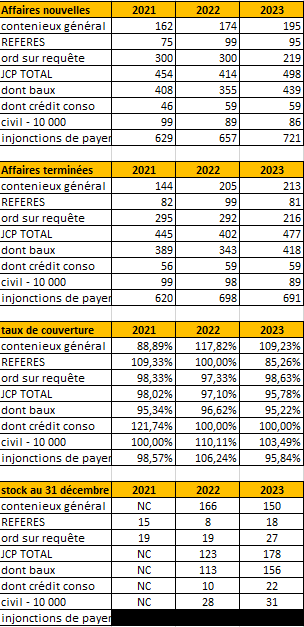 Affaires nouvelles 2021 2022 2023
contenieux général 162 174 195
REFERES 75 99 95
ord sur requête 300 300 219
JCP TOTAL 454 414 498
dont baux 408 355 439
dont crédit conso 46 59 59
civil - 10 000 99 89 86
injonctions de payer 629 657 721
Affaires terminées 2021 2022 2023
contenieux général 144 205 213
REFERES 82 99 81
ord sur requête 295 292 216
JCP TOTAL 445 402 477
dont baux 389 343 418
dont crédit conso 56 59 59
civil - 10 000 99 98 89
injonctions de payer 620 698 691
taux de couverture 2021 2022 2023
contenieux général 88,89% 117,82% 109,23%
REFERES 109,33% 100,00% 85,26%
ord sur requête 98,33% 97,33% 98,63%
JCP TOTAL 98,02% 97,10% 95,78%
dont baux 95,34% 96,62% 95,22%
dont crédit conso 121,74% 100,00% 100,00%
civil - 10 000 100,00% 110,11% 103,49%
injonctions de payer 98,57% 106,24% 95,84%
stock au 31 décembre 2021 2022 2023
contenieux général NC 166 150
REFERES 15 8 18
ord sur requête 19 19 27
JCP TOTAL NC 123 178
dont baux NC 113 156
dont crédit conso NC 10 22
civil - 10 000 NC 28 31
injonctions de payer